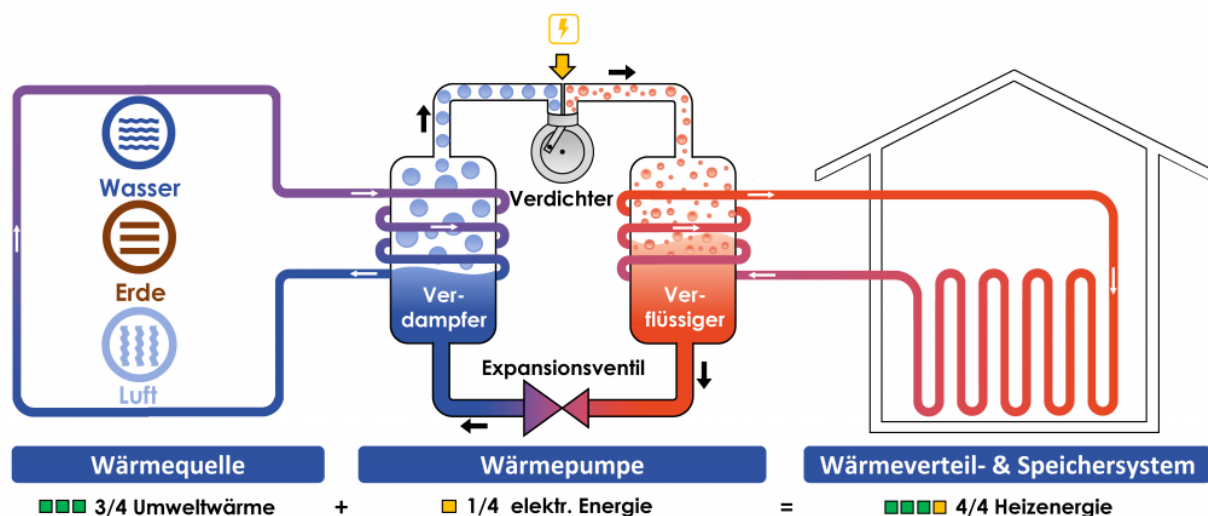 Wasser
Erde
Luft
Verdichter
Ver-
dampfer
Ver-
flüssiger
Expansionsventil
Wärmequelle
Wärmepumpe
Wärmeverteil- & Speichersystem
3/4 Umweltwärme
+
1/4 elektr. Energie
=
4/4 Heizenergie